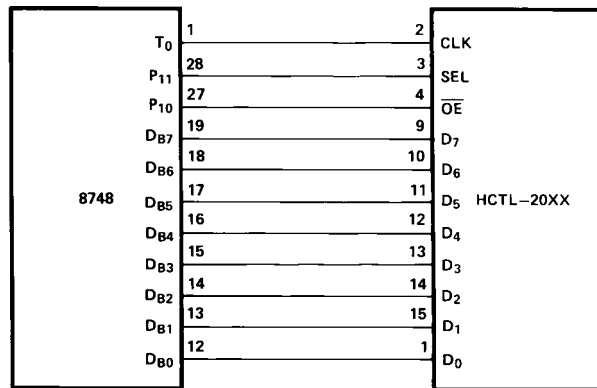 T0 1 2 CLK
P11 28 3 SEL
P10 27 4 OE
DB7 19 9 D7
DB6 18 10 D6
8748 DB5 17 11 D5 HCTL-20XX
DB4 16 12 D4
DB3 15 13 D3
DB2 14 14 D2
DB1 13 15 D1
DB0 12 1 D0